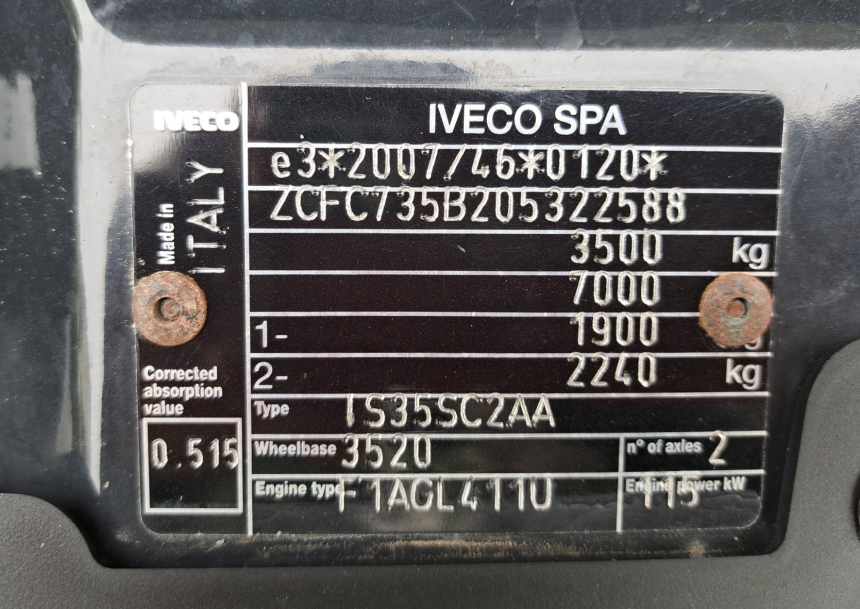 IVECO
IVECO SPA
Made in ITALY
e3*2007/46*0120*
ZCFC735B205322588
3500 kg
7000
1- 1900
2- 2240 kg
Corrected
absorption
value
0.515
Type IS35SC2AA
Wheelbase 3520 n° of axles 2
Engine type F1AGL411U Engine power kW 115